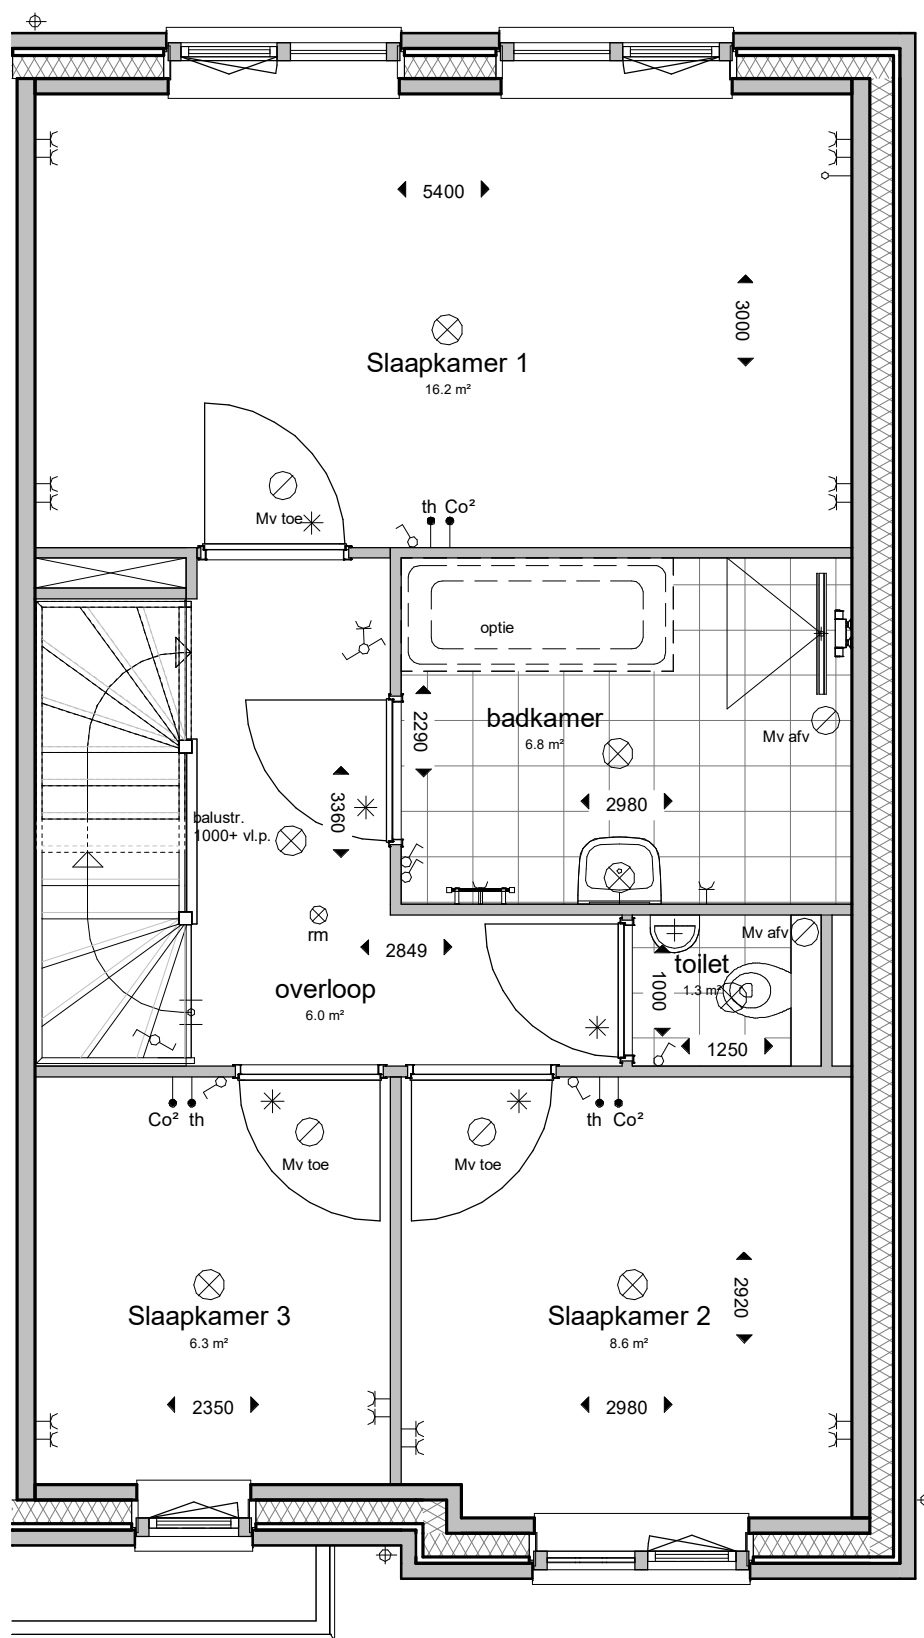 5400
3000
Slaapkamer 1
16.2 m²
Mv toe
th Co²
optie
2290
badkamer
6.8 m²
Mv afv
2980
3360
balustr.
1000+ vl.p.
rm
2849
overloop
6.0 m²
Mv afv
toilet
1.3 m²
1000
1250
Co² th
Mv toe
Mv toe
th Co²
Slaapkamer 3
6.3 m²
2350
Slaapkamer 2
8.6 m²
2920
2980